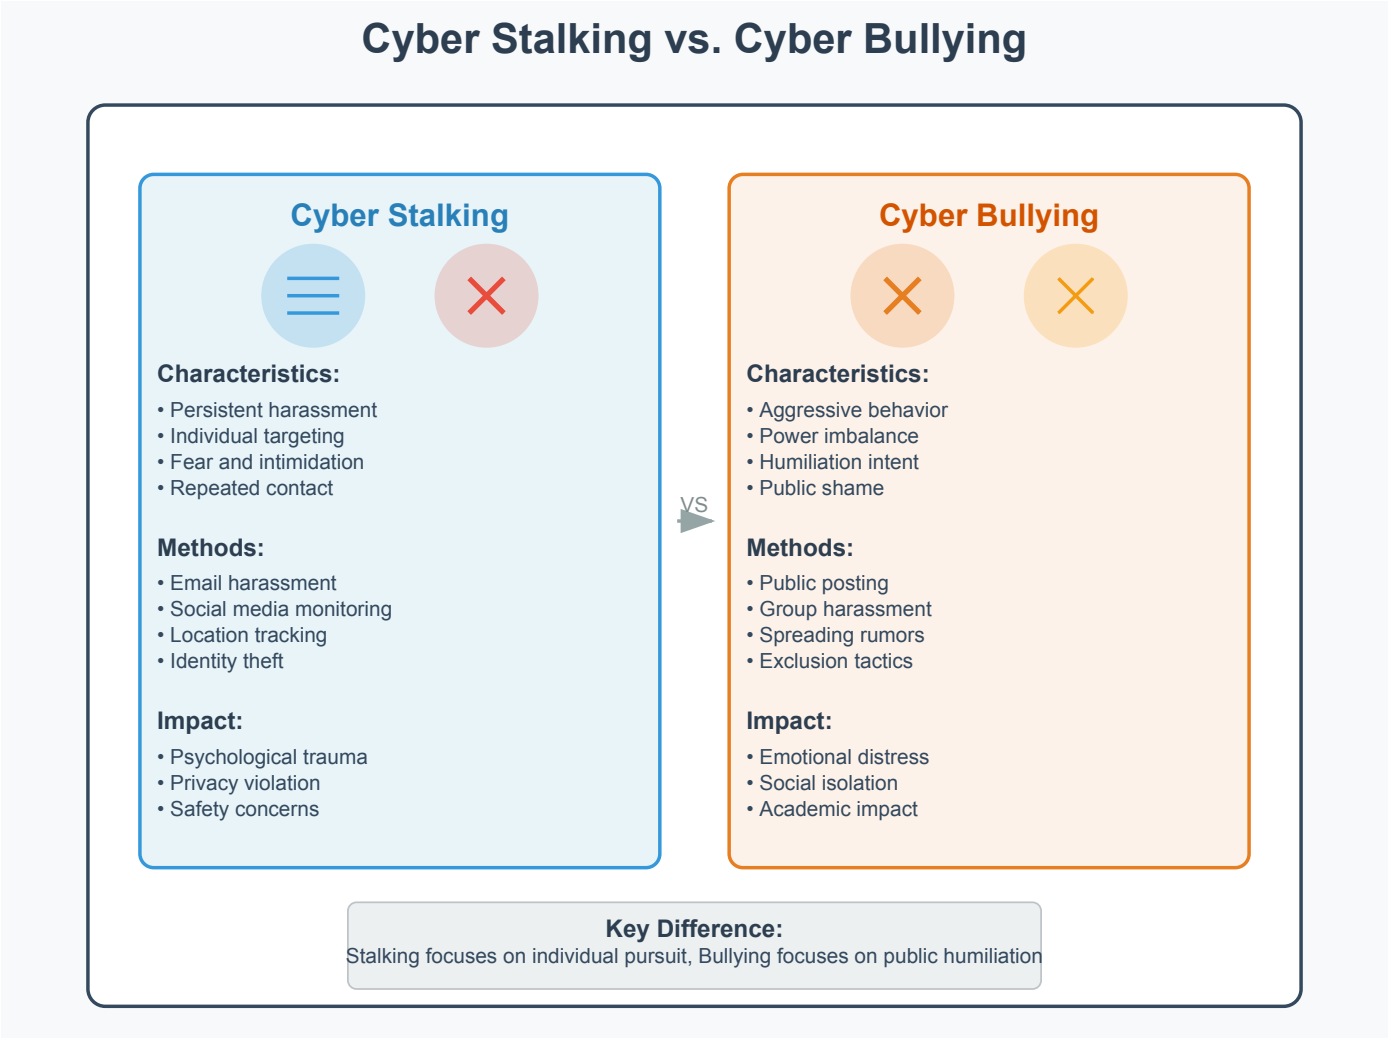 Cyber Stalking vs. Cyber Bullying
Cyber Stalking
Characteristics:
• Persistent harassment
• Individual targeting
• Fear and intimidation
• Repeated contact
Methods:
• Email harassment
• Social media monitoring
• Location tracking
• Identity theft
Impact:
• Psychological trauma
• Privacy violation
• Safety concerns
VS
Cyber Bullying
Characteristics:
• Aggressive behavior
• Power imbalance
• Humiliation intent
• Public shame
Methods:
• Public posting
• Group harassment
• Spreading rumors
• Exclusion tactics
Impact:
• Emotional distress
• Social isolation
• Academic impact
Key Difference:
Stalking focuses on individual pursuit, Bullying focuses on public humiliation